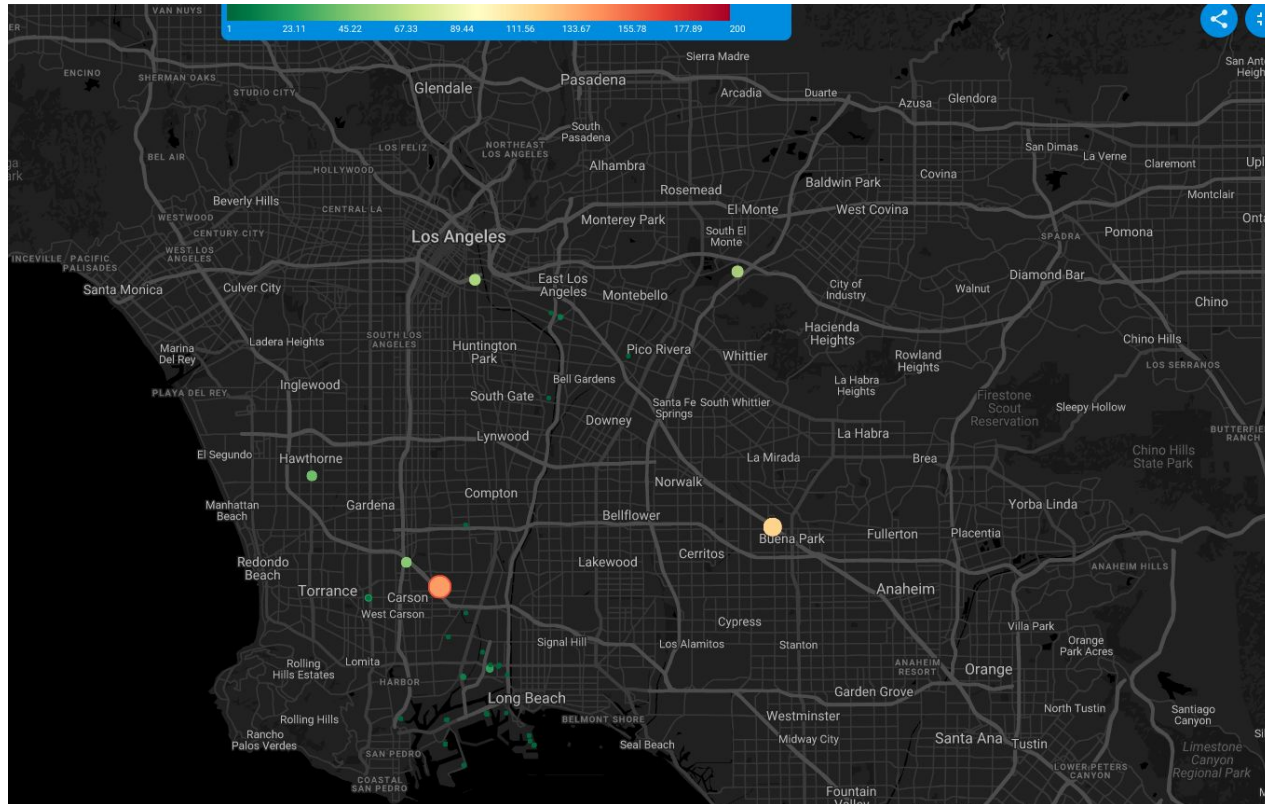 VAN NUYS
1 23.11 45.22 67.33 89.44 111.56 133.67 155.78 177.89 200
ER
Sierra Madre
San Ant
Heigh
ENCINO
SHERMAN OAKS
STUDIO CITY
Glendale
Pasadena
Arcadia
Duarte
Azusa
Glendora
South
Pasadena
LOS FELIZ
NORTHEAST
LOS ANGELES
BEL AIR
HOLLYWOOD
Alhambra
San Dimas
La Verne
Claremont
Upl
ga
ark
Rosemead
Baldwin Park
Covina
Montclair
Beverly Hills
CENTRAL LA
WESTWOOD
CENTURY CITY
Monterey Park
El Monte
West Covina
Onta
South El
Monte
Los Angeles
SPADRA
Pomona
WEST LOS
ANGELES
INCEVILLE
PACIFIC
PALISADES
Santa Monica
Culver City
East Los
Angeles
Montebello
City of
Industry
Walnut
Diamond Bar
Chino
SOUTH LOS
ANGELES
Ladera Heights
Marina
Del Rey
Huntington
Park
Pico Rivera
Whittier
Hacienda
Heights
Rowland
Heights
Chino Hills
LOS SERRANOS
PLAYA DEL REY
Inglewood
South Gate
Bell Gardens
La Habra
Heights
Santa Fe
Springs
South Whittier
Firestone
Scout
Reservation
Sleepy Hollow
Downey
Lynwood
La Habra
BUTTERFIE
RANCH
El Segundo
Hawthorne
La Mirada
Brea
Chino Hills
State Park
Norwalk
Manhattan
Beach
Gardena
Compton
Bellflower
Yorba Linda
Buena Park
Fullerton
Placentia
Redondo
Beach
Lakewood
Cerritos
ANAHEIM HILLS
Torrance
Carson
West Carson
Anaheim
Cypress
Villa Park
Signal Hill
Los Alamitos
Stanton
Orange
Park Acres
Rolling
Hills Estates
Lomita
HARBOR
ANAHEIM
RESORT
Orange
Long Beach
Garden Grove
Rolling Hills
BELMONT SHORE
Westminster
North Tustin
Santiago
Canyon
Rancho
Palos Verdes
Seal Beach
Midway City
Santa Ana
Tustin
Sil
SAN PEDRO
Limestone
Canyon
Regional Park
LOWER PETERS
CANYON
COASTAL
SAN PEDRO
Fountain
Valley